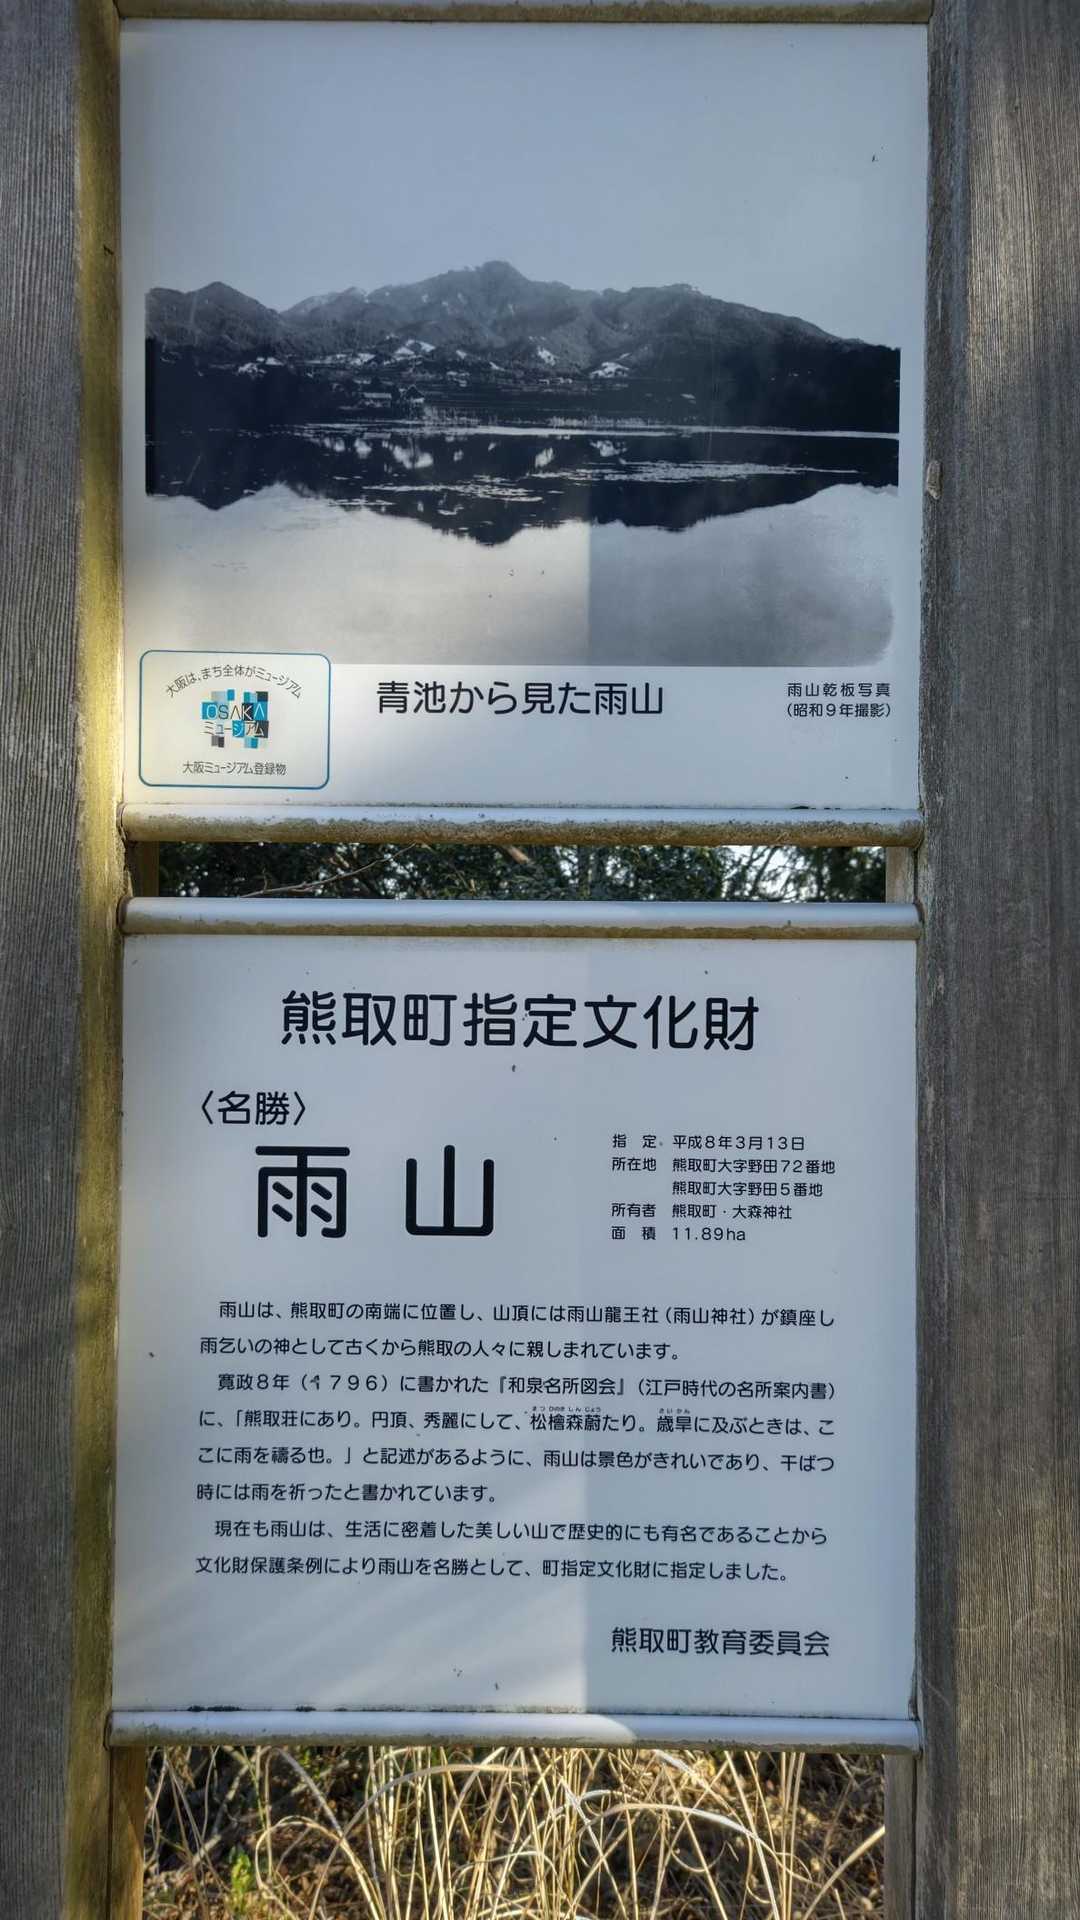 大阪は、まち全体がミュージアム
OSAKA
ミュージアム
大阪ミュージアム登録物
青池から見た雨山
雨山乾板写真
(昭和9年撮影)
熊取町指定文化財
〈名勝〉
雨山
指 定 平成8年3月13日
所在地 熊取町大字野田72番地
熊取町大字野田5番地
所有者 熊取町・大森神社
面 積 11.89ha
雨山は、熊取町の南端に位置し、山頂には雨山龍王社(雨山神社)が鎮座し
雨乞いの神として古くから熊取の人々に親しまれています。
寛政8年(1796)に書かれた『和泉名所図会』(江戸時代の名所案内書)
まつ ひのき しん じょう さい かん
に、「熊取荘にあり。円頂、秀麗にして、松檜森蔚たり。歳旱に及ぶときは、こ
こに雨を禱る也。」と記述があるように、雨山は景色がきれいであり、干ばつ
時には雨を祈ったと書かれています。
現在も雨山は、生活に密着した美しい山で歴史的にも有名であることから
文化財保護条例により雨山を名勝として、町指定文化財に指定しました。
熊取町教育委員会